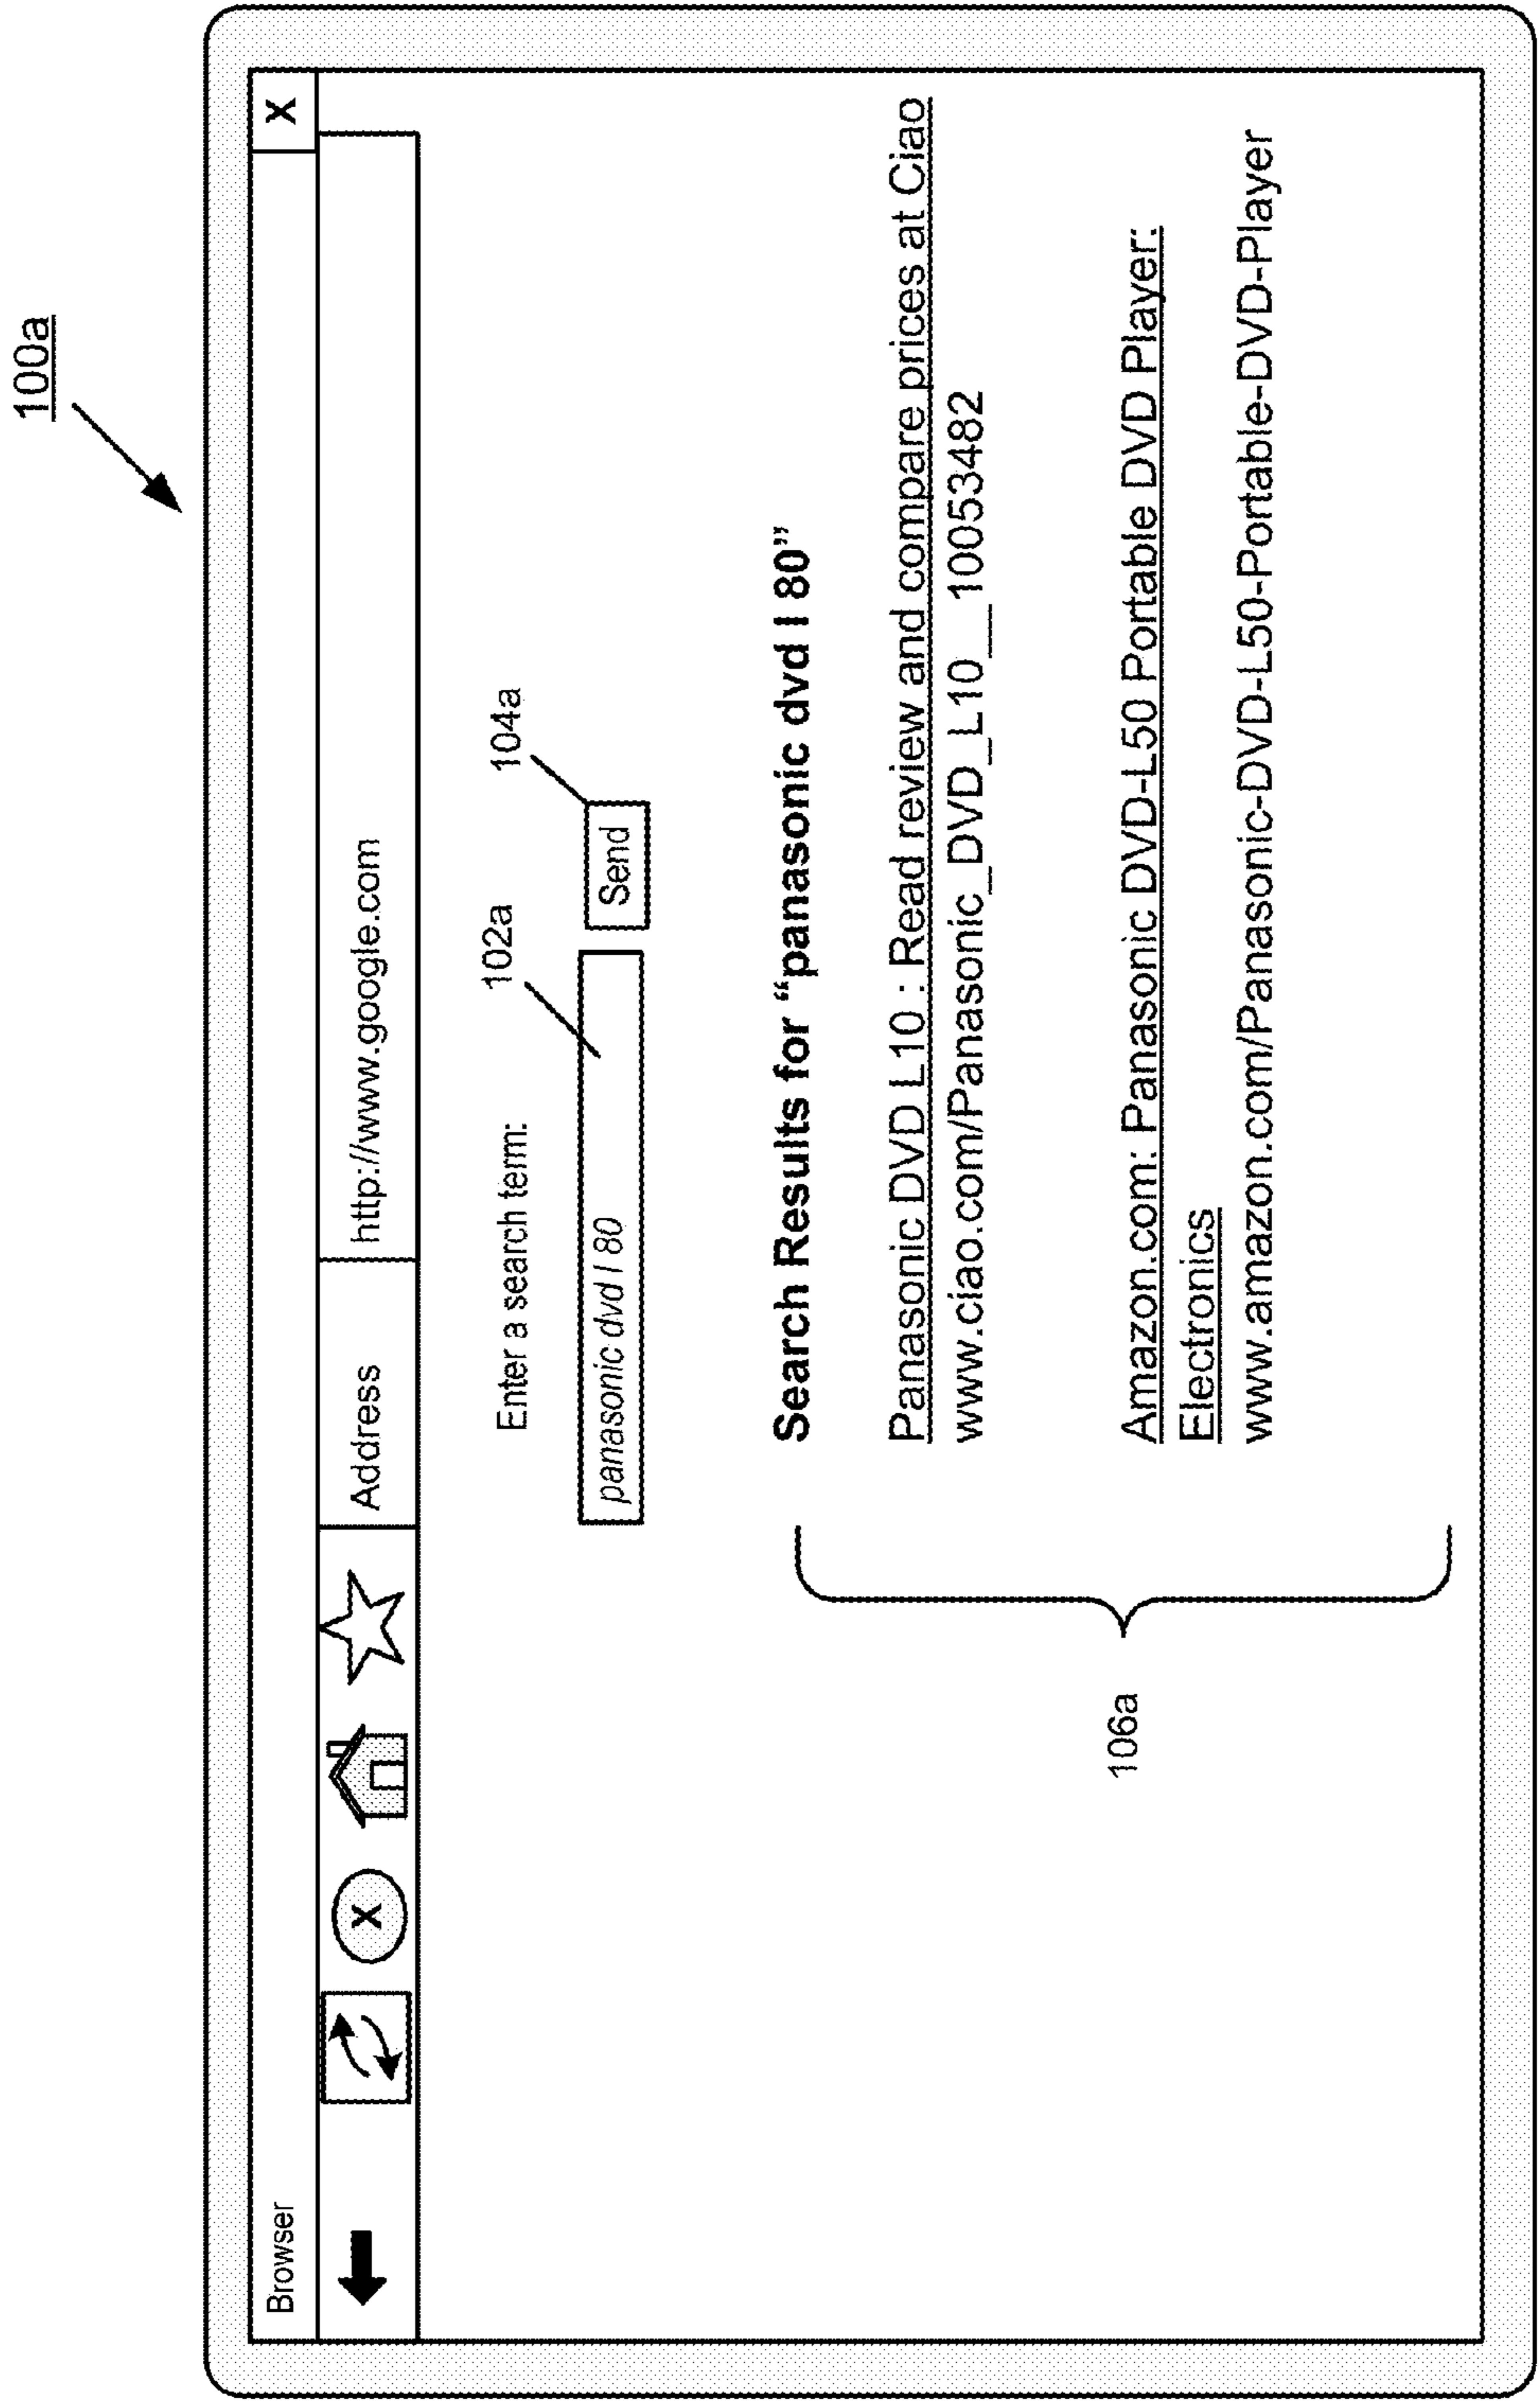 100a
Browser
X
X
Address
http://www.google.com
Enter a search term:
102a
104a
panasonic dvd l 80
Send
Search Results for “panasonic dvd l 80”
Panasonic DVD L10 : Read review and compare prices at Ciao
www.ciao.com/Panasonic_DVD_L10__10053482
106a
Amazon.com: Panasonic DVD-L50 Portable DVD Player:
Electronics
www.amazon.com/Panasonic-DVD-L50-Portable-DVD-Player